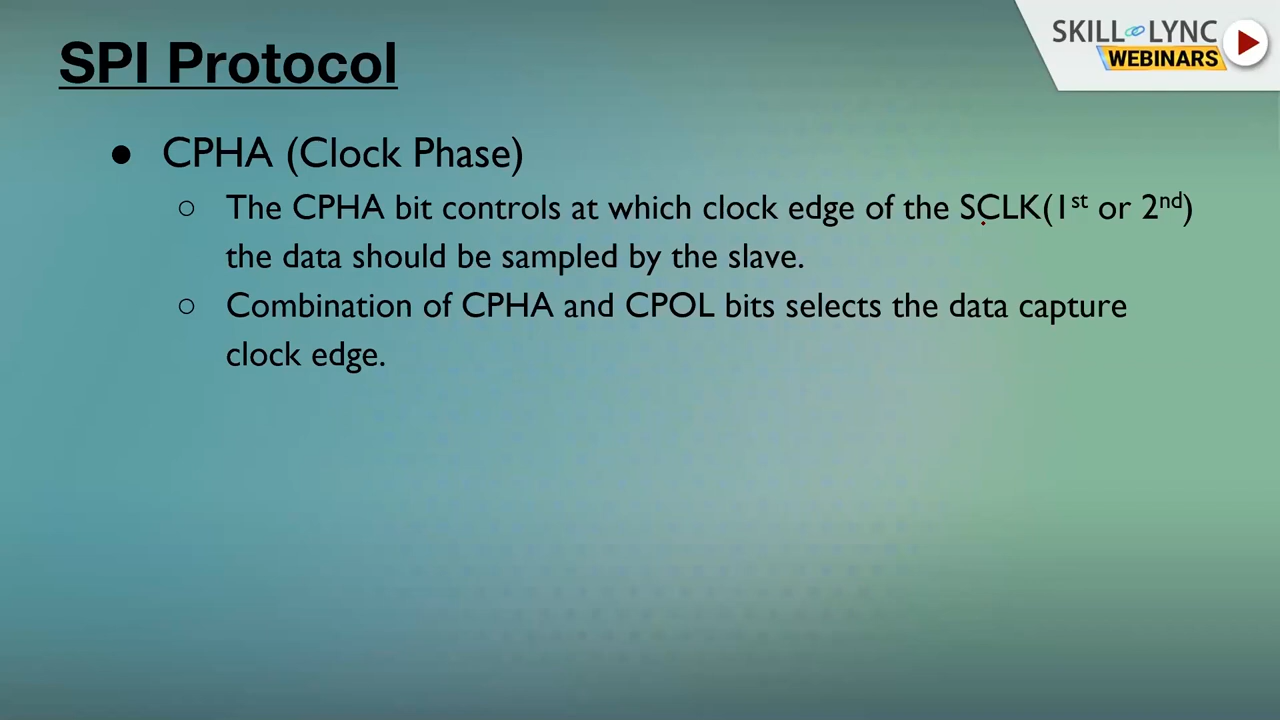 SPI Protocol
SKILL LYNC
WEBINARS
● CPHA (Clock Phase)
○ The CPHA bit controls at which clock edge of the SCLK(1st or 2nd)
the data should be sampled by the slave.
○ Combination of CPHA and CPOL bits selects the data capture
clock edge.